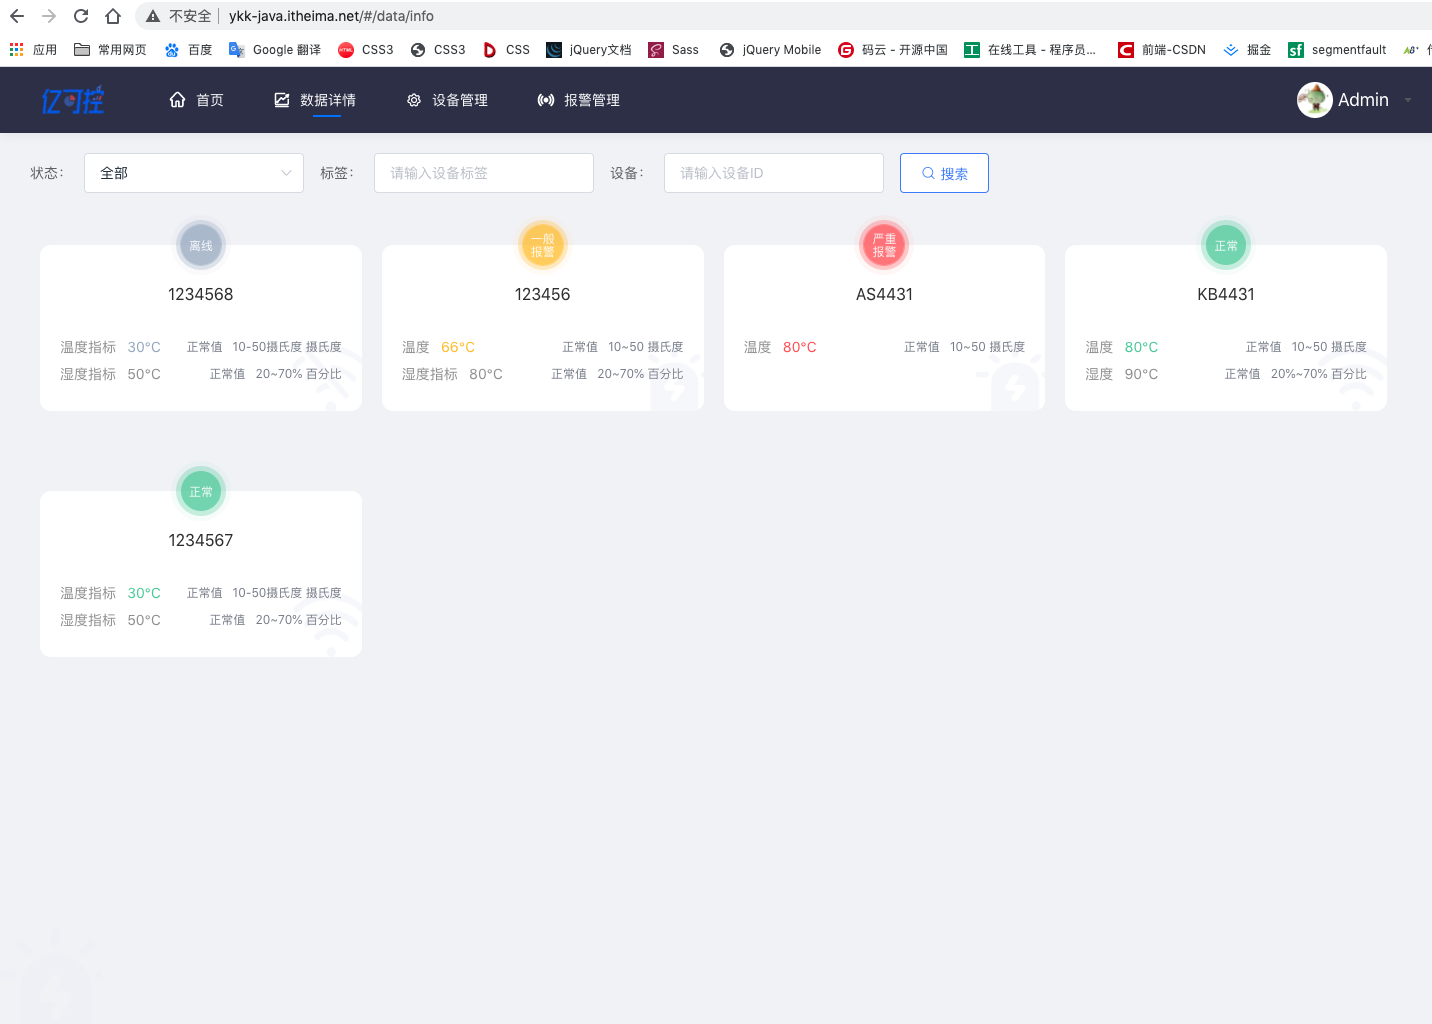 不安全 ykk-java.itheima.net/#/data/info
应用 常用网页 百度 Google 翻译 CSS3 CSS3 CSS jQuery文档 Sass jQuery Mobile 码云 - 开源中国 在线工具 - 程序员... 前端-CSDN 掘金 segmentfault
亿可控 首页 数据详情 设备管理 报警管理 Admin
状态： 全部 标签： 请输入设备标签 设备： 请输入设备ID 搜索
离线
1234568
温度指标 30°C 正常值 10-50摄氏度 摄氏度
湿度指标 50°C 正常值 20~70% 百分比
一般
报警
123456
温度 66°C 正常值 10~50 摄氏度
湿度指标 80°C 正常值 20~70% 百分比
严重
报警
AS4431
温度 80°C 正常值 10~50 摄氏度
正常
KB4431
温度 80°C 正常值 10~50 摄氏度
湿度 90°C 正常值 20%~70% 百分比
正常
1234567
温度指标 30°C 正常值 10-50摄氏度 摄氏度
湿度指标 50°C 正常值 20~70% 百分比